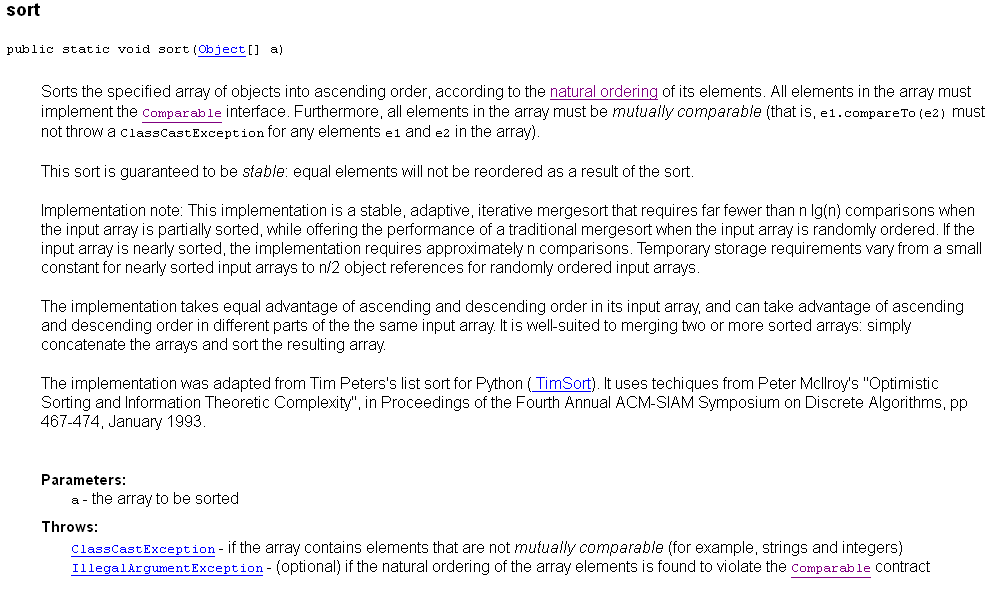 sort
public static void sort(Object[] a)
Sorts the specified array of objects into ascending order, according to the natural ordering of its elements. All elements in the array must
implement the Comparable interface. Furthermore, all elements in the array must be mutually comparable (that is, e1.compareTo(e2) must
not throw a ClassCastException for any elements e1 and e2 in the array).
This sort is guaranteed to be stable: equal elements will not be reordered as a result of the sort.
Implementation note: This implementation is a stable, adaptive, iterative mergesort that requires far fewer than n lg(n) comparisons when
the input array is partially sorted, while offering the performance of a traditional mergesort when the input array is randomly ordered. If the
input array is nearly sorted, the implementation requires approximately n comparisons. Temporary storage requirements vary from a small
constant for nearly sorted input arrays to n/2 object references for randomly ordered input arrays.
The implementation takes equal advantage of ascending and descending order in its input array, and can take advantage of ascending
and descending order in different parts of the the same input array. It is well-suited to merging two or more sorted arrays: simply
concatenate the arrays and sort the resulting array.
The implementation was adapted from Tim Peters's list sort for Python ( TimSort). It uses techiques from Peter McIlroy's "Optimistic
Sorting and Information Theoretic Complexity", in Proceedings of the Fourth Annual ACM-SIAM Symposium on Discrete Algorithms, pp
467-474, January 1993.
Parameters:
a - the array to be sorted
Throws:
ClassCastException - if the array contains elements that are not mutually comparable (for example, strings and integers)
IllegalArgumentException - (optional) if the natural ordering of the array elements is found to violate the Comparable contract